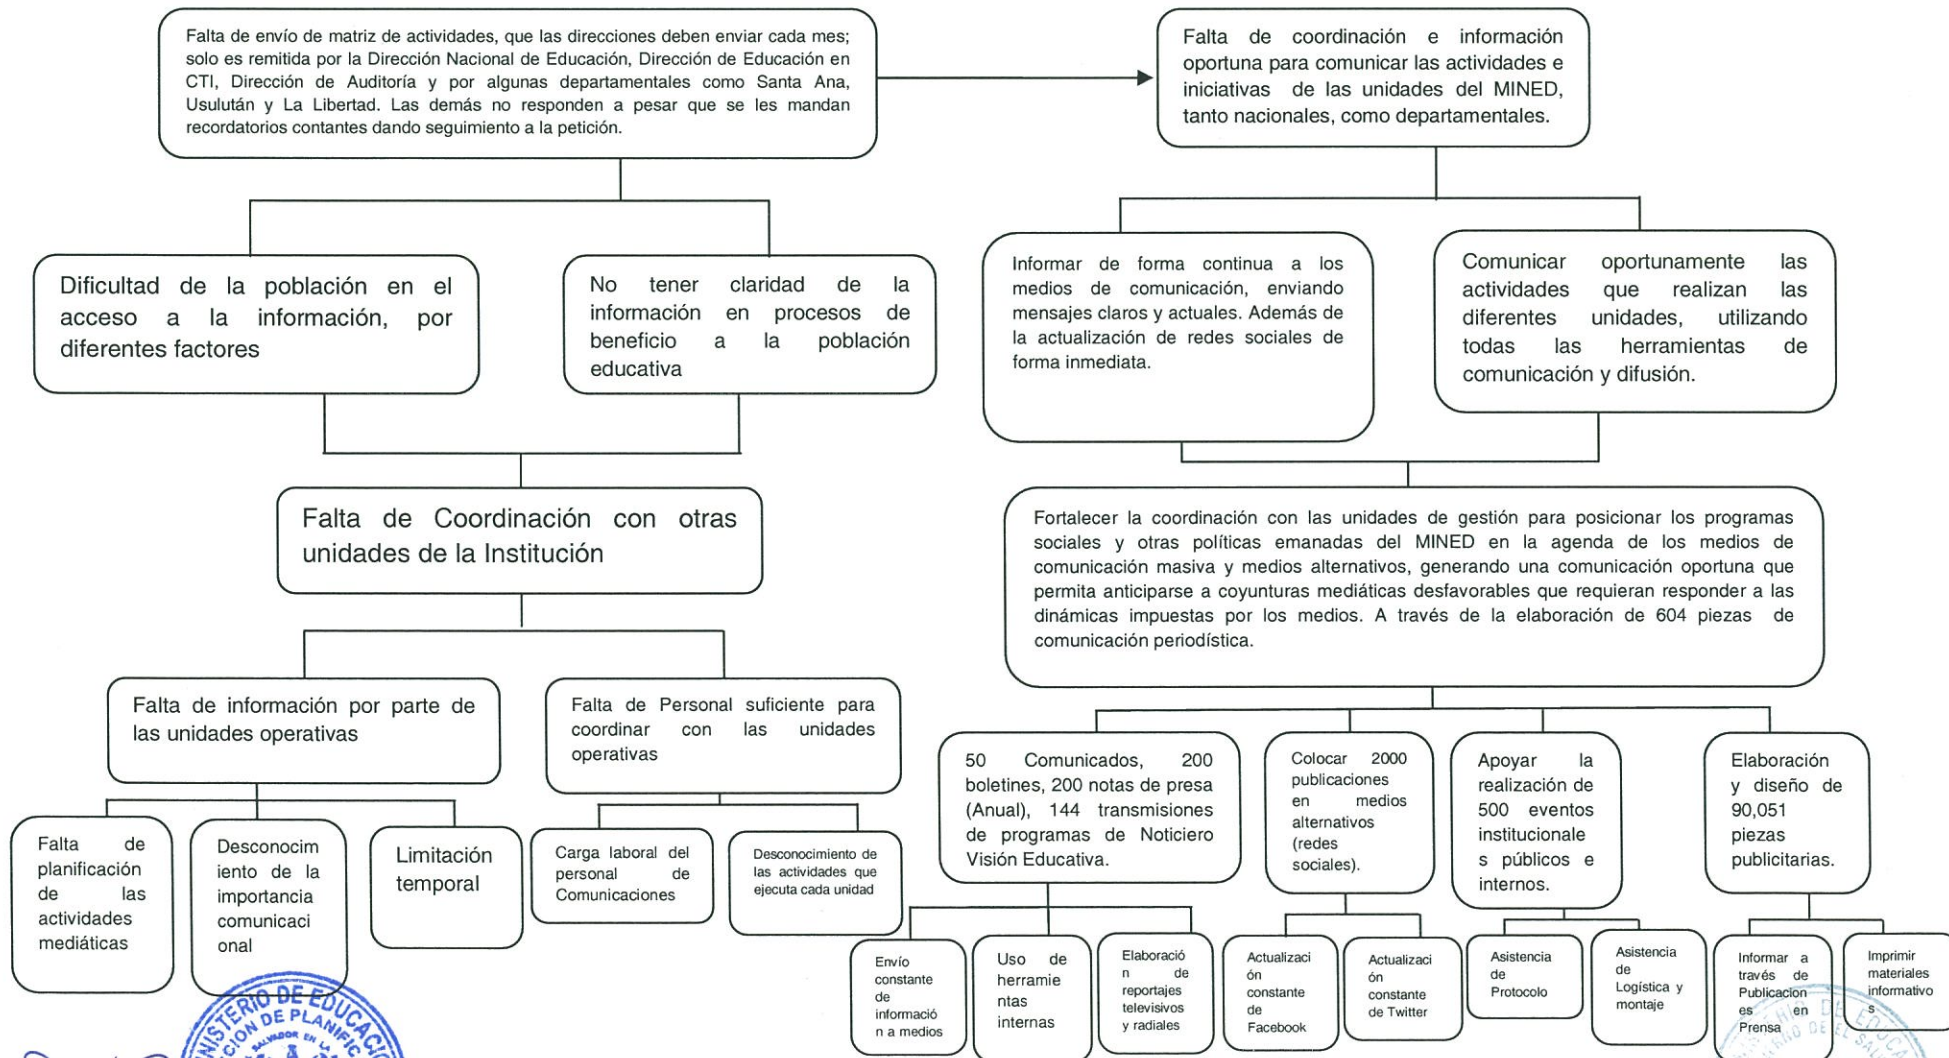 Falta de envío de matriz de actividades, que las direcciones deben enviar cada mes;
solo es remitida por la Dirección Nacional de Educación, Dirección de Educación en
CTI, Dirección de Auditoría y por algunas departamentales como Santa Ana,
Usulután y La Libertad. Las demás no responden a pesar que se les mandan
recordatorios contantes dando seguimiento a la petición.
Falta de coordinación e información
oportuna para comunicar las actividades e
iniciativas de las unidades del MINED,
tanto nacionales, como departamentales.
Dificultad de la población en el
acceso a la información, por
diferentes factores
No tener claridad de la
información en procesos de
beneficio a la población
educativa
Informar de forma continua a los
medios de comunicación, enviando
mensajes claros y actuales. Además de
la actualización de redes sociales de
forma inmediata.
Comunicar oportunamente las
actividades que realizan las
diferentes unidades, utilizando
todas las herramientas de
comunicación y difusión.
Falta de Coordinación con otras
unidades de la Institución
Fortalecer la coordinación con las unidades de gestión para posicionar los programas
sociales y otras políticas emanadas del MINED en la agenda de los medios de
comunicación masiva y medios alternativos, generando una comunicación oportuna que
permita anticiparse a coyunturas mediáticas desfavorables que requieran responder a las
dinámicas impuestas por los medios. A través de la elaboración de 604 piezas de
comunicación periodística.
Falta de información por parte de
las unidades operativas
Falta de Personal suficiente para
coordinar con las unidades
operativas
50 Comunicados, 200
boletines, 200 notas de presa
(Anual), 144 transmisiones
de programas de Noticiero
Visión Educativa.
Colocar 2000
publicaciones
en medios
alternativos
(redes
sociales).
Apoyar la
realización de
500 eventos
institucionale
s públicos e
internos.
Elaboración
y diseño de
90,051
piezas
publicitarias.
Falta de
planificación
de las
actividades
mediáticas
Desconocim
iento de la
importancia
comunicaci
onal
Limitación
temporal
Carga laboral del
personal de
Comunicaciones
Desconocimiento de
las actividades que
ejecuta cada unidad
Envío
constante
de
informació
n a medios
Uso de
herramie
ntas
internas
Elaboració
n de
reportajes
televisivos
y radiales
Actualizaci
ón
constante
de
Facebook
Actualizaci
ón
constante
de Twitter
Asistencia
de
Protocolo
Asistencia
de
Logística y
montaje
Informar a
través de
Publicacion
es en
Prensa
Imprimir
materiales
informativo
s